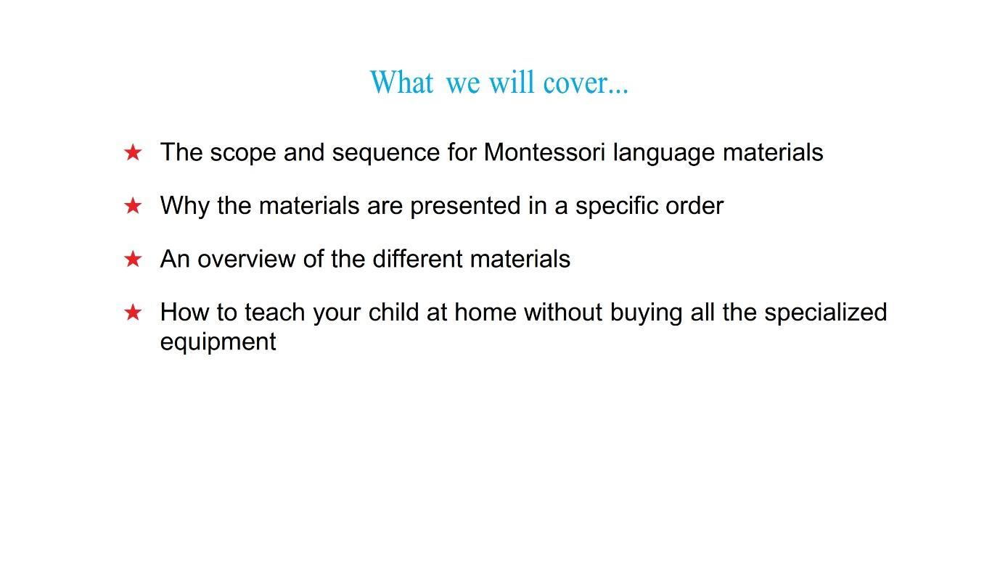 What we will cover...
★ The scope and sequence for Montessori language materials
★ Why the materials are presented in a specific order
★ An overview of the different materials
★ How to teach your child at home without buying all the specialized
equipment